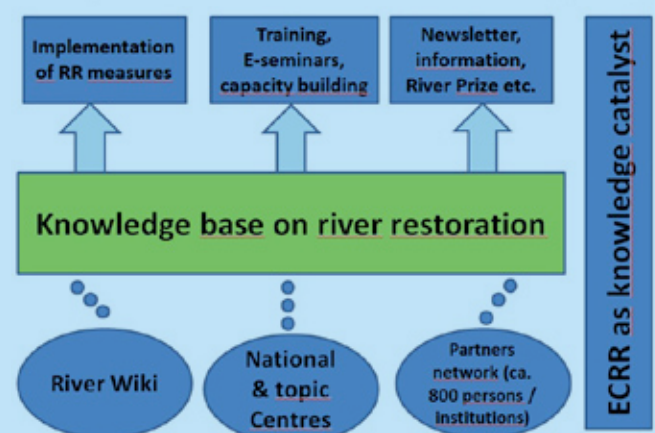 Implementation
of RR measures
Training,
E-seminars,
capacity building
Newsletter,
information,
River Prize etc.
Knowledge base on river restoration
River Wiki
National
& topic
Centres
Partners
network (ca.
800 persons /
institutions)
ECRR as knowledge catalyst